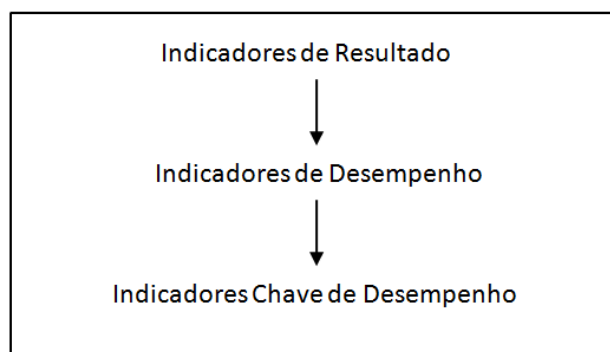 Indicadores de Resultado
Indicadores de Desempenho
Indicadores Chave de Desempenho